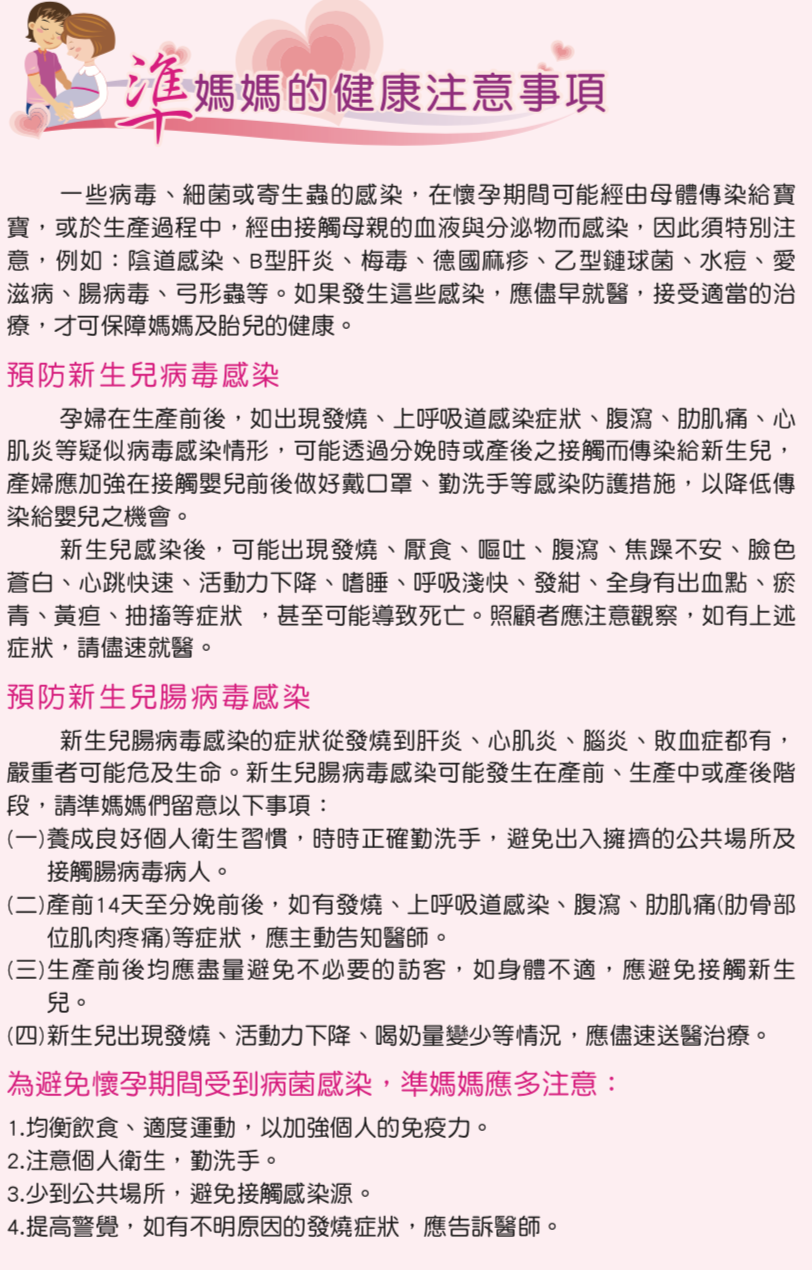 準媽媽的健康注意事項
一些病毒、細菌或寄生蟲的感染，在懷孕期間可能經由母體傳染給寶
寶，或於生產過程中，經由接觸母親的血液與分泌物而感染，因此須特別注
意，例如：陰道感染、B型肝炎、梅毒、德國麻疹、乙型鏈球菌、水痘、愛
滋病、腸病毒、弓形蟲等。如果發生這些感染，應儘早就醫，接受適當的治
療，才可保障媽媽及胎兒的健康。
預防新生兒病毒感染
孕婦在生產前後，如出現發燒、上呼吸道感染症狀、腹瀉、肋肌痛、心
肌炎等疑似病毒感染情形，可能透過分娩時或產後之接觸而傳染給新生兒，
產婦應加強在接觸嬰兒前後做好戴口罩、勤洗手等感染防護措施，以降低傳
染給嬰兒之機會。
新生兒感染後，可能出現發燒、厭食、嘔吐、腹瀉、焦躁不安、臉色
蒼白、心跳快速、活動力下降、嗜睡、呼吸淺快、發紺、全身有出血點、瘀
青、黃疸、抽搐等症狀 ，甚至可能導致死亡。照顧者應注意觀察，如有上述
症狀，請儘速就醫。
預防新生兒腸病毒感染
新生兒腸病毒感染的症狀從發燒到肝炎、心肌炎、腦炎、敗血症都有，
嚴重者可能危及生命。新生兒腸病毒感染可能發生在產前、生產中或產後階
段，請準媽媽們留意以下事項：
(一)養成良好個人衛生習慣，時時正確勤洗手，避免出入擁擠的公共場所及
接觸腸病毒病人。
(二)產前14天至分娩前後，如有發燒、上呼吸道感染、腹瀉、肋肌痛(肋骨部
位肌肉疼痛)等症狀，應主動告知醫師。
(三)生產前後均應盡量避免不必要的訪客，如身體不適，應避免接觸新生
兒。
(四)新生兒出現發燒、活動力下降、喝奶量變少等情況，應儘速送醫治療。
為避免懷孕期間受到病菌感染，準媽媽應多注意：
1.均衡飲食、適度運動，以加強個人的免疫力。
2.注意個人衛生，勤洗手。
3.少到公共場所，避免接觸感染源。
4.提高警覺，如有不明原因的發燒症狀，應告訴醫師。